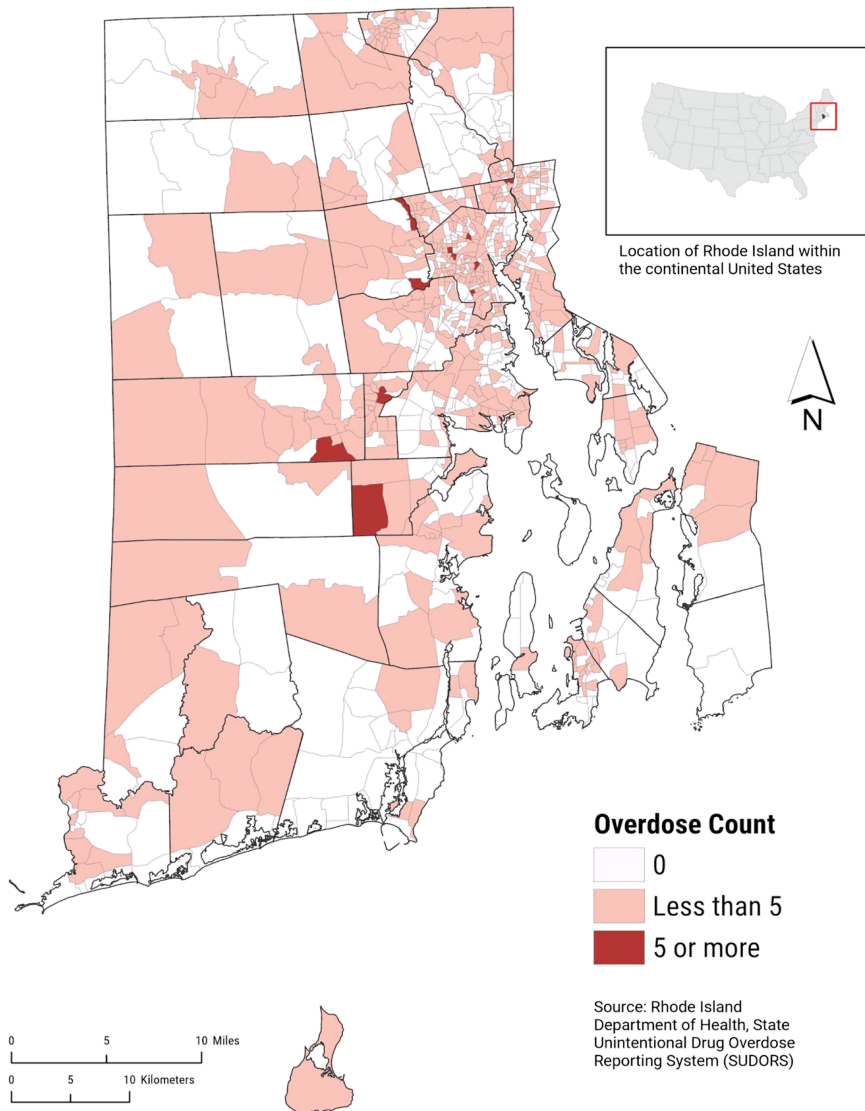 Location of Rhode Island within
the continental United States
N
Overdose Count
0
Less than 5
5 or more
Source: Rhode Island
Department of Health, State
Unintentional Drug Overdose
Reporting System (SUDORS)
0 5 10 Miles
0 5 10 Kilometers